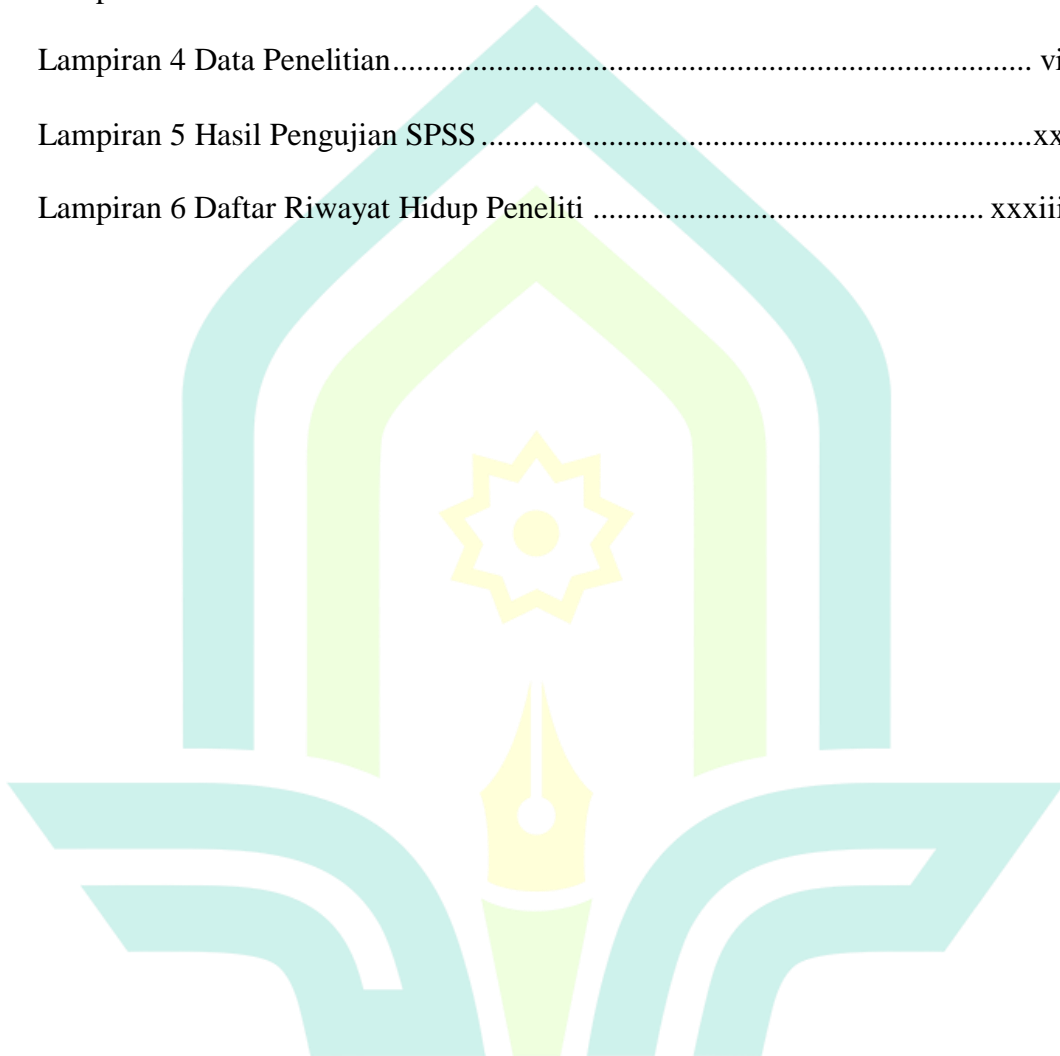 Lampiran 4 Data Penelitian.................................................................................... vi
Lampiran 5 Hasil Pengujian SPSS.......................................................................xx
Lampiran 6 Daftar Riwayat Hidup Peneliti .................................................. xxxiii